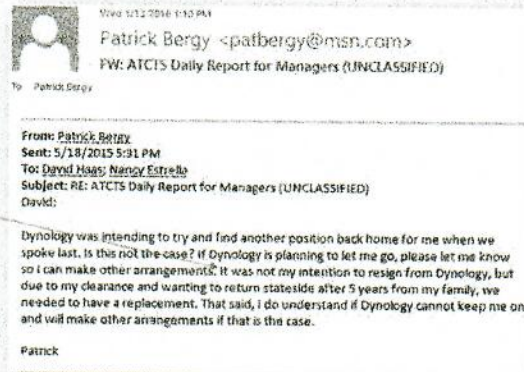 Wed 1/13/2016 1:10 PM
Patrick Bergy <patbergy@msn.com>
FW: ATCTS Daily Report for Managers (UNCLASSIFIED)
To Patrick Bergy
From: Patrick Bergy
Sent: 5/18/2015 5:31 PM
To: David Haas; Nancy Estrella
Subject: RE: ATCTS Daily Report for Managers (UNCLASSIFIED)
David:
Dynology was intending to try and find another position back home for me when we
spoke last. Is this not the case? If Dynology is planning to let me go, please let me know
so I can make other arrangements. It was not my intention to resign from Dynology, but
due to my clearance and wanting to return stateside after 5 years from my family, we
needed to have a replacement. That said, I do understand if Dynology cannot keep me on
and will make other arrangements if that is the case.
Patrick